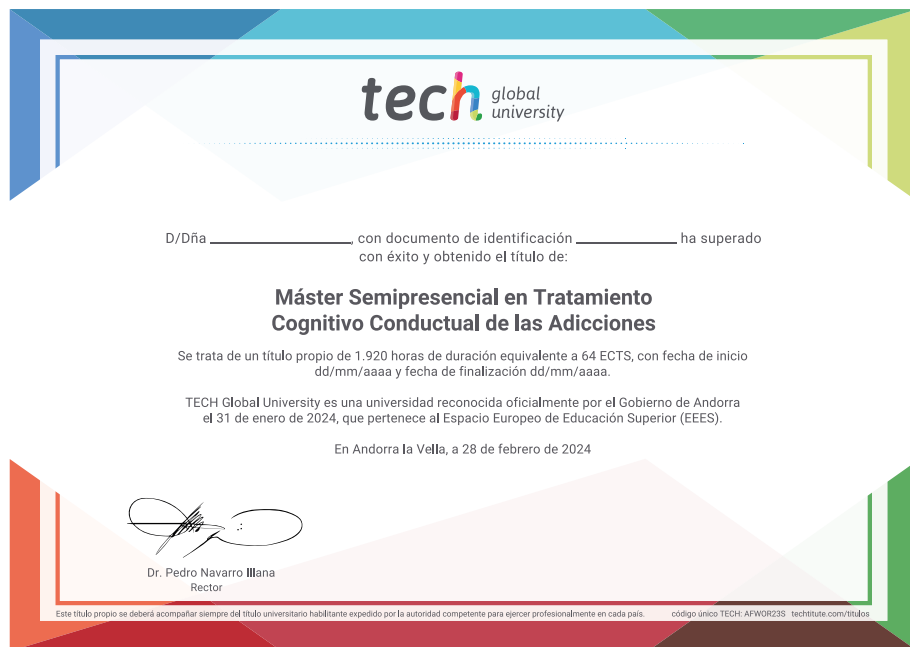 tech global
university
D/Dña ______________, con documento de identificación __________ ha superado
con éxito y obtenido el título de:
Máster Semipresencial en Tratamiento
Cognitivo Conductual de las Adicciones
Se trata de un título propio de 1.920 horas de duración equivalente a 64 ECTS, con fecha de inicio
dd/mm/aaaa y fecha de finalización dd/mm/aaaa.
TECH Global University es una universidad reconocida oficialmente por el Gobierno de Andorra
el 31 de enero de 2024, que pertenece al Espacio Europeo de Educación Superior (EEES).
En Andorra la Vella, a 28 de febrero de 2024
Dr. Pedro Navarro Illana
Rector
Este título propio se deberá acompañar siempre del título universitario habilitante expedido por la autoridad competente para ejercer profesionalmente en cada país. código único TECH: AFWOR23S techtitute.com/titulos